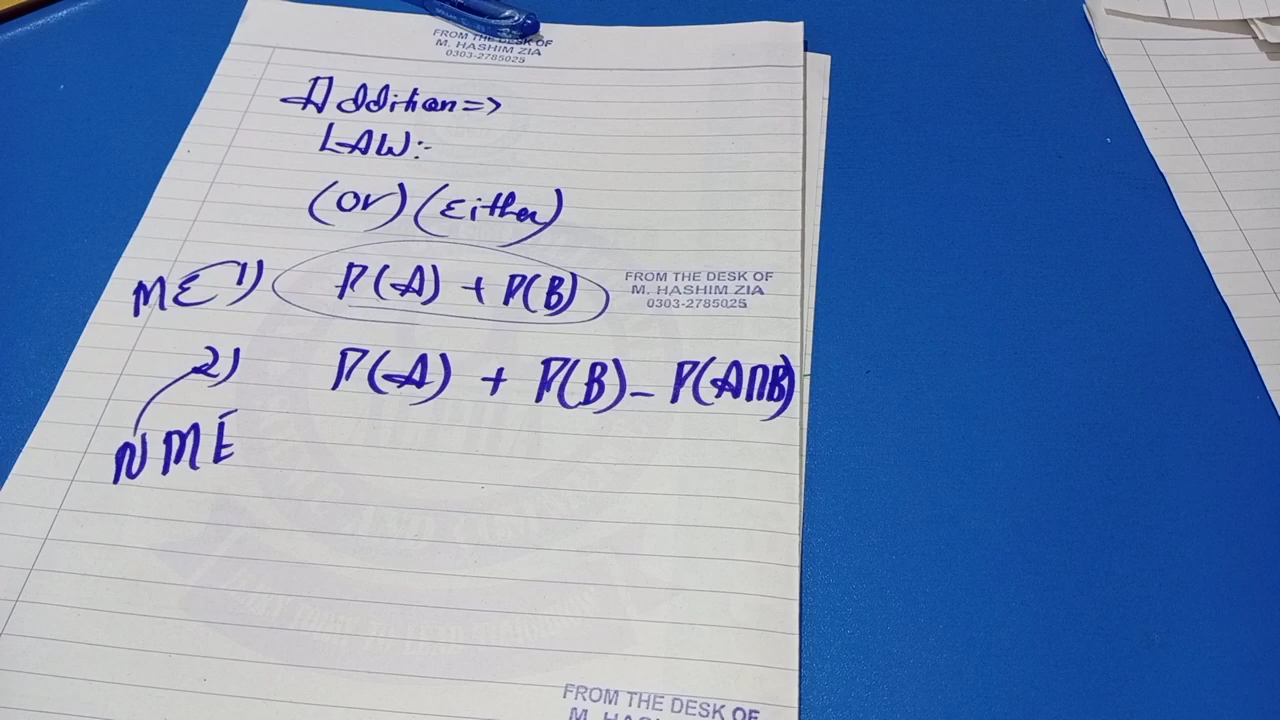 FROM THE DESK OF
M. HASHIM ZIA
0303-2785025
Addition=>
LAW:-
(or) (Either)
ME 1) P(A) + P(B)
FROM THE DESK OF
M. HASHIM ZIA
0303-2785025
2) P(A) + P(B) - P(A∩B)
NME
FROM THE DESK OF